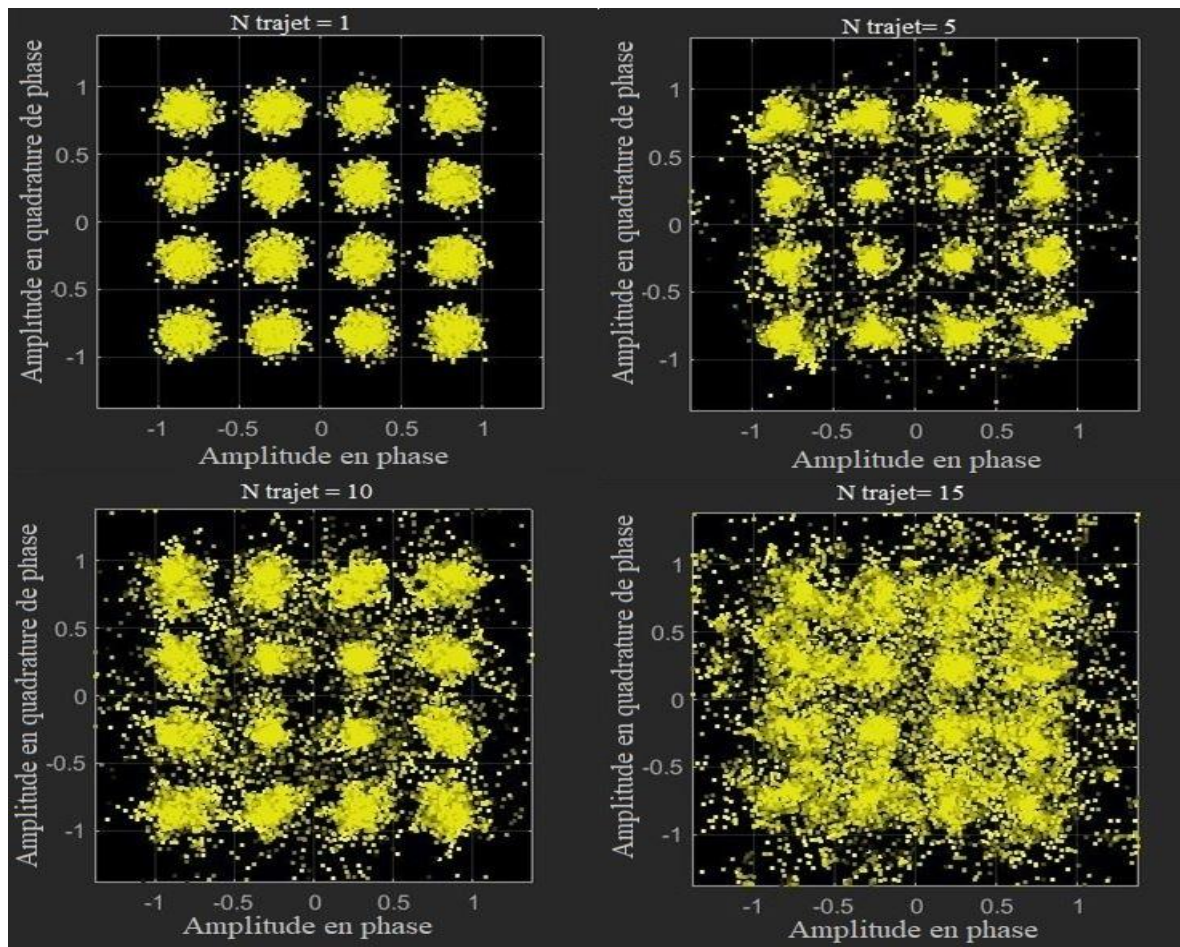 N trajet = 1
Amplitude en quadrature de phase
1
0.5
0
-0.5
-1
-1 -0.5 0 0.5 1
Amplitude en phase
N trajet= 5
Amplitude en quadrature de phase
1
0.5
0
-0.5
-1
-1 -0.5 0 0.5 1
Amplitude en phase
N trajet = 10
Amplitude en quadrature de phase
1
0.5
0
-0.5
-1
-1 -0.5 0 0.5 1
Amplitude en phase
N trajet= 15
Amplitude en quadrature de phase
1
0.5
0
-0.5
-1
-1 -0.5 0 0.5 1
Amplitude en phase